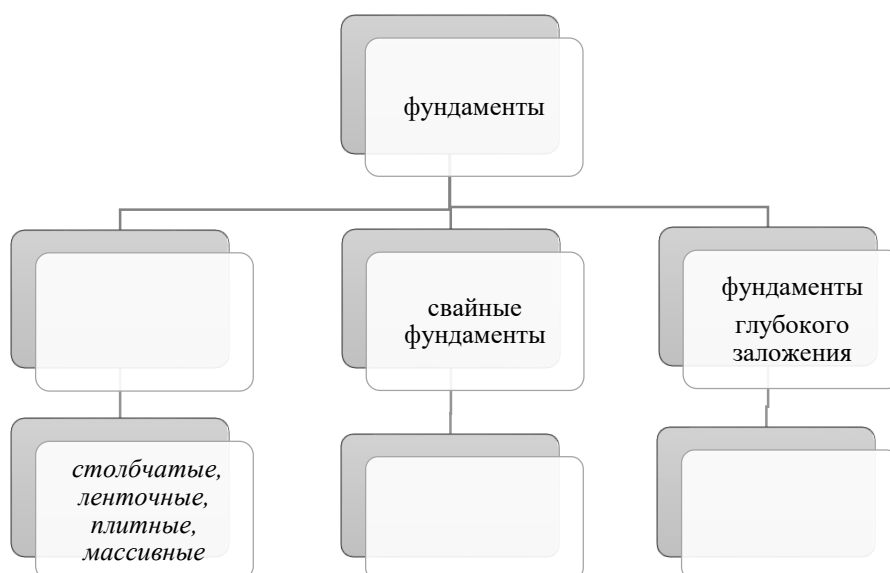 фундаменты
свайные
фундаменты
фундаменты
глубокого
заложения
столбчатые,
ленточные,
плитные,
массивные